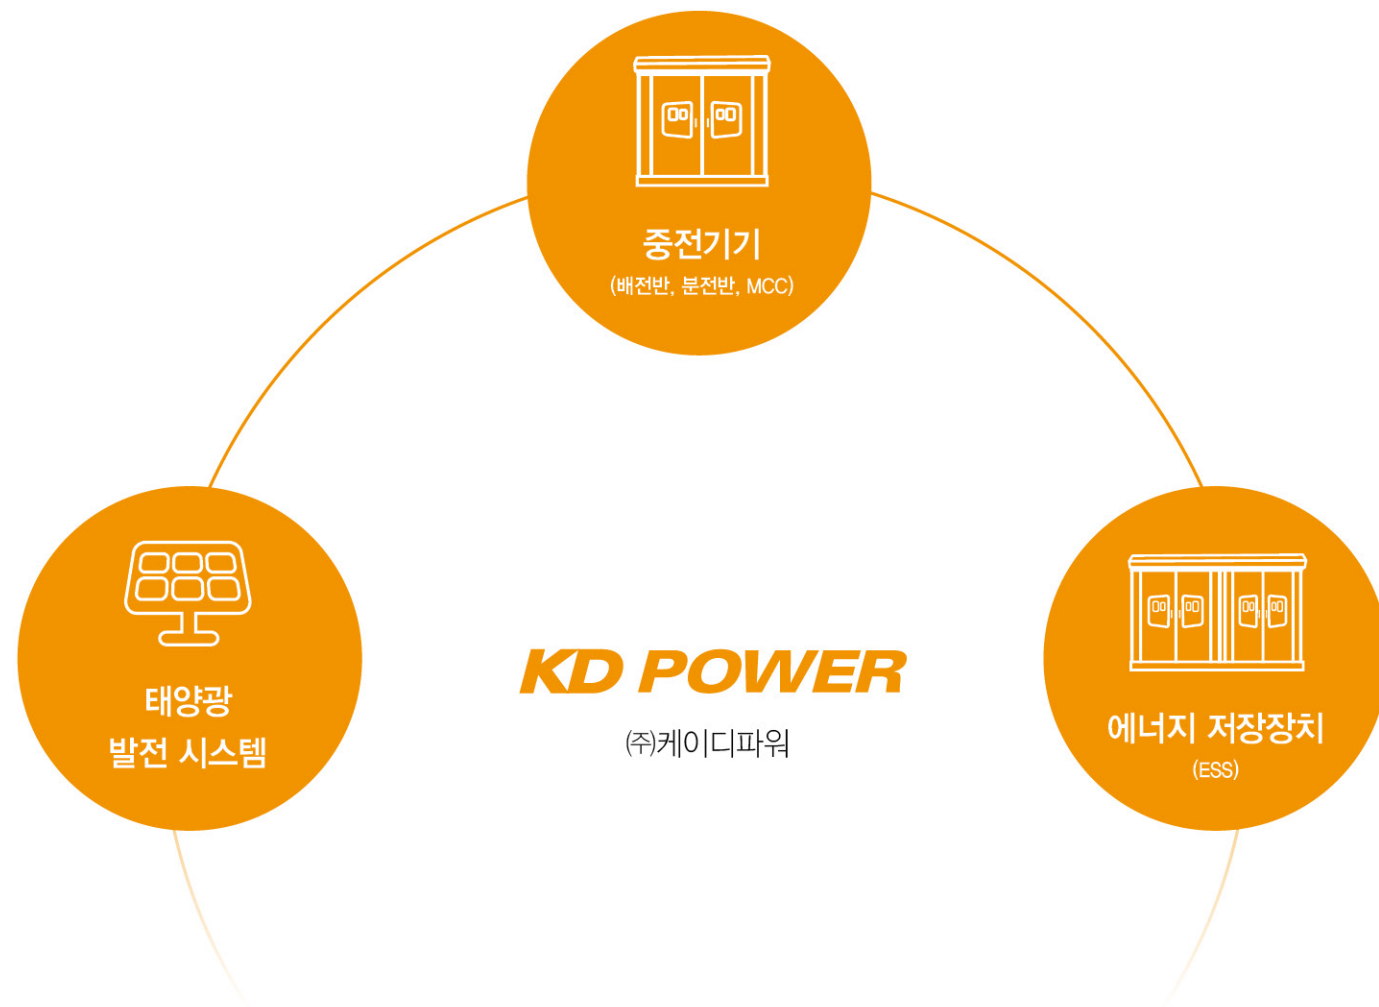 중전기기
(배전반, 분전반, MCC)
태양광
발전 시스템
KD POWER
㈜케이디파워
에너지 저장장치
(ESS)